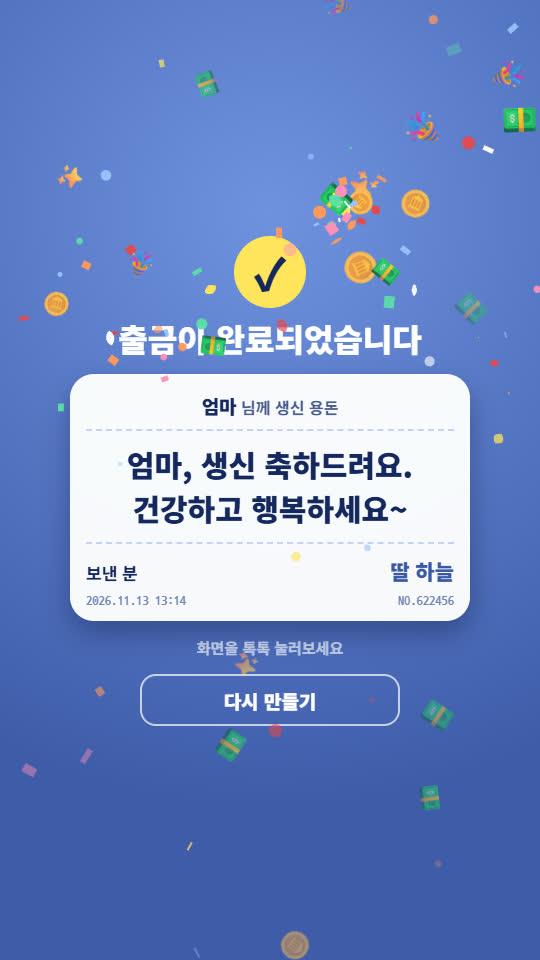 출금이 완료되었습니다
엄마 님께 생신 용돈
엄마, 생신 축하드려요.
건강하고 행복하세요~
보낸 분 딸 하늘
2026.11.13 13:14 NO.622456
화면을 톡톡 눌러보세요
다시 만들기